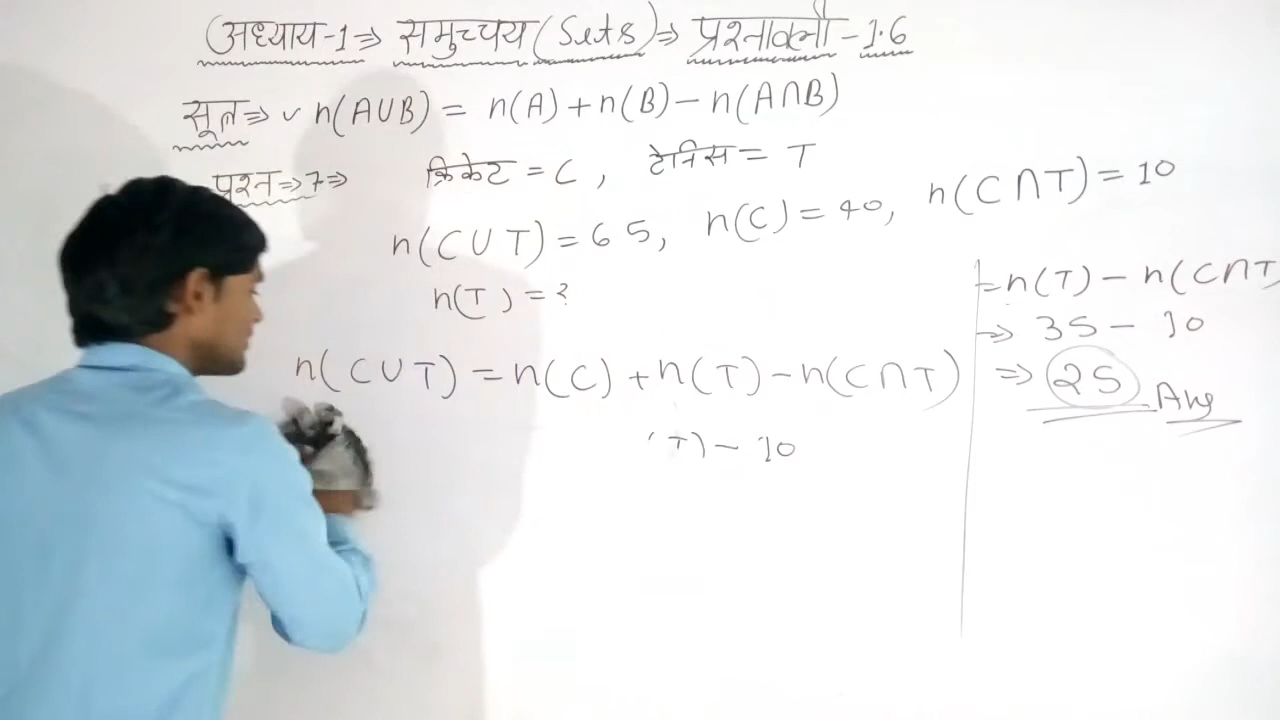 (अध्याय-1⇒ समुच्चय (Sets)⇒ प्रश्नावली - 1.6
सूत्र⇒ ✓ n(A∪B) = n(A)+n(B)-n(A∩B)
प्रश्न⇒7⇒ क्रिकेट = C, टेनिस = T
n(C∪T)=65, n(C)=40, n(C∩T)=10
n(T)=?
n(C∪T)=n(C)+n(T)-n(C∩T)
(T)-10
=n(T)-n(C∩T
⇒ 35-10
⇒ 25 Ans